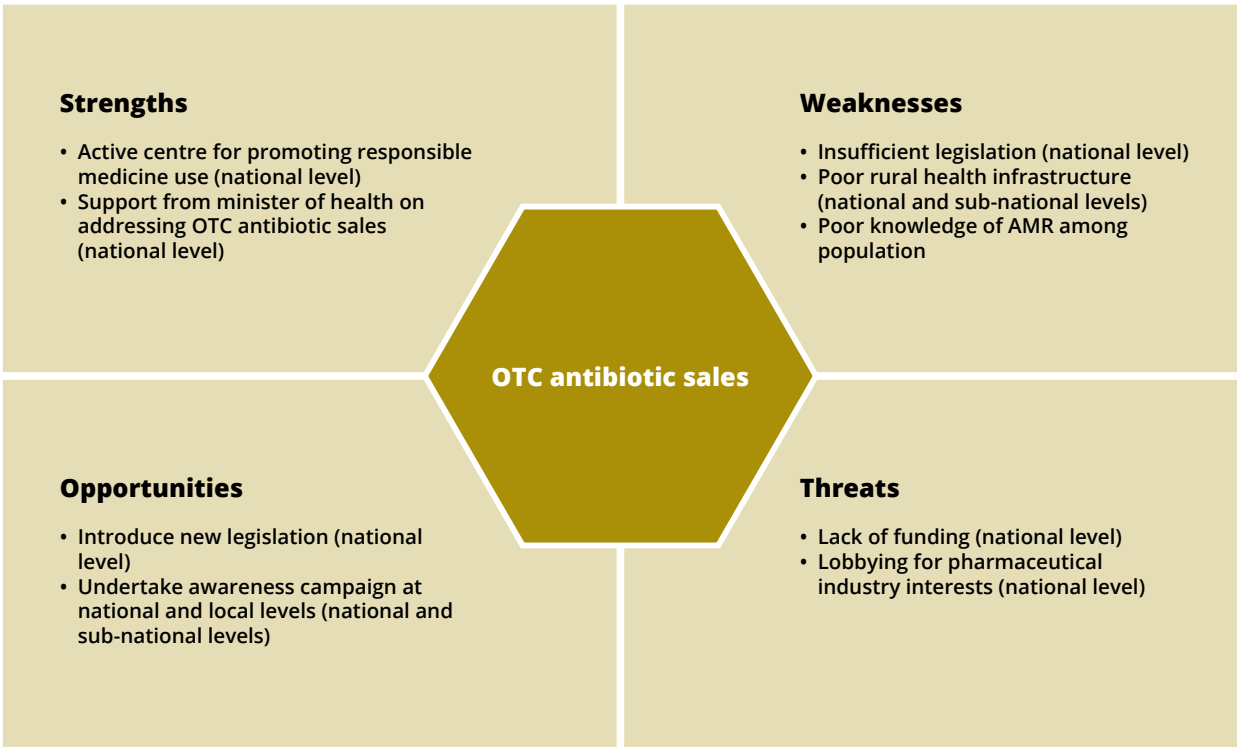 Strengths
• Active centre for promoting responsible
medicine use (national level)
• Support from minister of health on
addressing OTC antibiotic sales
(national level)
Weaknesses
• Insufficient legislation (national level)
• Poor rural health infrastructure
(national and sub-national levels)
• Poor knowledge of AMR among
population
OTC antibiotic sales
Opportunities
• Introduce new legislation (national
level)
• Undertake awareness campaign at
national and local levels (national and
sub-national levels)
Threats
• Lack of funding (national level)
• Lobbying for pharmaceutical
industry interests (national level)